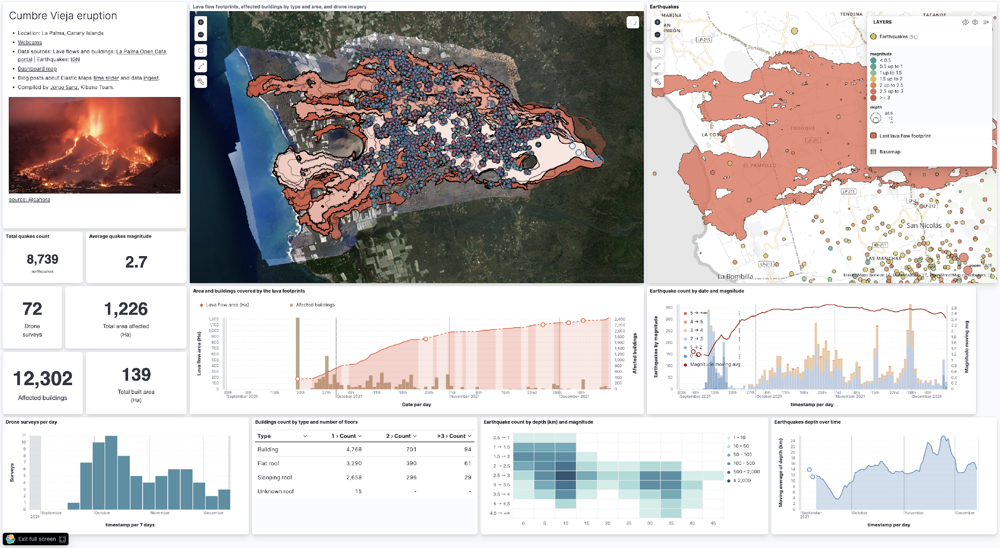 Cumbre Vieja eruption
Location: La Palma, Canary Islands
Webcams
Data sources: Lava flows and buildings: La Palma Open Data
portal | Earthquakes: IGN
Dashboard map
Blog posts about Elastic Maps time slider and data ingest.
Compiled by Jorge Sanz, Kibana Team.
source: @cahora
Total quakes count
8,739
earthquakes
Average quakes magnitude
2.7
72
Drone
surveys
1,226
Total area affected
(Ha)
12,302
Affected buildings
139
Total built area
(Ha)
Lava flow footprints, affected buildings by type and area, and drone imagery
Earthquakes
MARINA
TENDINA
TACANDE
LP-215
Lugar Los Serradores
LA LAGUNA
LA COSTA
TODOQUE
LP-211
EL PAMPILLO
LP-213
LP-211
LP-2
LP-212
San Nicolás
LP-211
LAS MANCHAS
LP-213
La Bombilla
zoom: 13.15
Elastic Maps Service OpenMapTiles, OpenStreetMap contributors
LAYERS
Earthquakes
magnitude
< 0.5
0.5 up to 1
1 up to 1.5
1.5 up to 2
2 up to 2.5
2.5 up to 3
>= 3
depth
46.9
12
0
Last lava flow footprint
Basemap
Area and buildings covered by the lava footprints
Lava flow area (Ha)
Afected buildings
Lava flow area (Ha)
1,200
1,100
1,000
900
800
700
600
500
400
300
200
100
0
2,400
2,200
2,000
1,800
1,600
1,400
1,200
1,000
800
600
400
200
0
Affected buildings
30th 6th 13th 20th 27th 4th 11th 18th 25th 1st 8th 15th 22nd 29th 6th
September 2021 October 2021 November 2021 December 2021
Date per day
Earthquake count by date and magnitude
Earthquakes by magnitude
350
300
250
200
150
100
50
0
5 → +∞
4 → 5
3 → 4
2 → 3
1 → 2
0 → 1
Magnitude moving avg
2.8
2.6
2.4
2.2
2
1.8
1.6
1.4
1.2
1
0.8
0.6
0.4
0.2
0
Magnitude moving avg
30th 6th 13th 20th 27th 4th 11th 18th 25th 1st 8th 15th 22nd 29th 6th
September 2021 October 2021 November 2021 December 2021
timestamp per day
Drone surveys per day
Surveys
11
10
9
8
7
6
5
4
3
2
1
0
September October November December
2021
timestamp per 7 days
Buildings count by type and number of floors
Type 1 › Count 2 › Count >3 › Count
Building 4,768 701 94
Flat roof 3,290 390 61
Slooping roof 2,658 296 29
Unknown roof 15 - -
Earthquake count by depth (km) and magnitude
0.5 → 1
1 → 1.5
1.5 → 2
2 → 2.5
2.5 → 3
3 → 3.5
3.5 → 4
4 → 4.5
4.5 → +∞
0 5 10 15 20 25 30 35 40 45
1 - 10
10 - 50
50 - 100
100 - 500
500 - 2,000
≥ 2,000
Earthquakes depth over time
Moving average of depth (km)
24
22
20
18
16
14
12
10
8
6
4
2
0
September October November December
2021
timestamp per day
Exit full screen